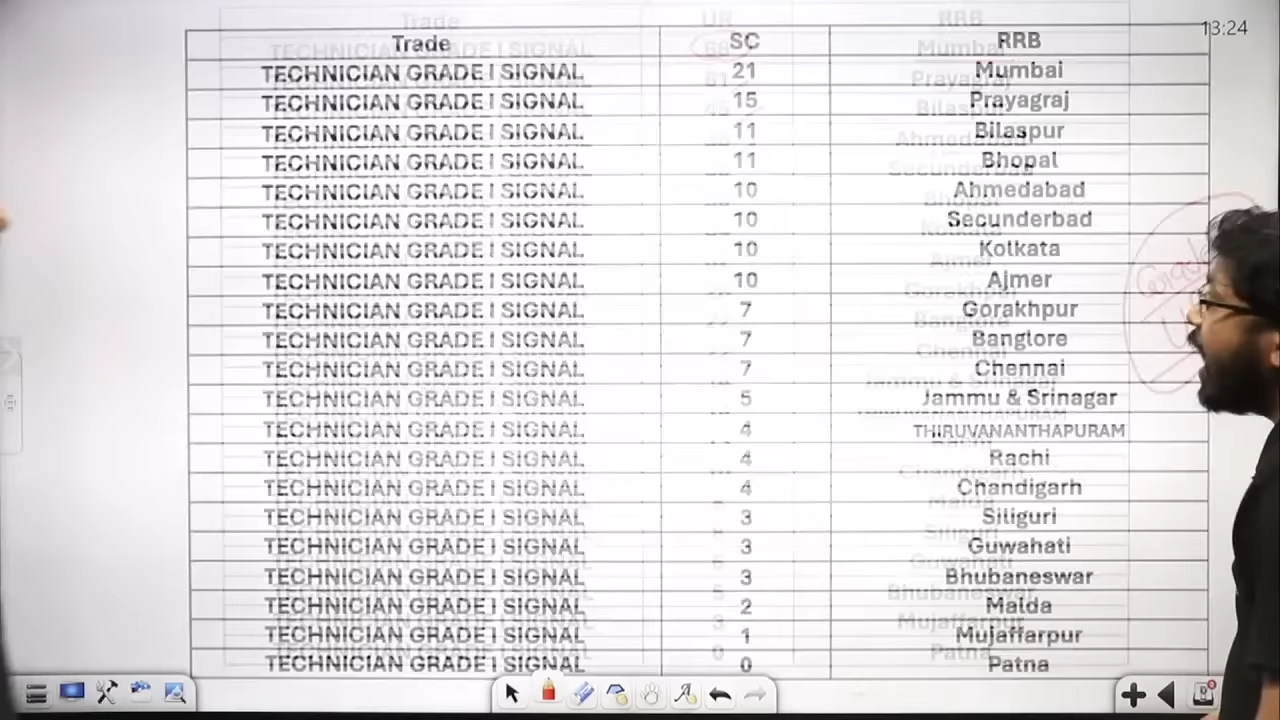 13:24
Trade SC RRB
TECHNICIAN GRADE I SIGNAL 21 Mumbai
TECHNICIAN GRADE I SIGNAL 15 Prayagraj
TECHNICIAN GRADE I SIGNAL 11 Bilaspur
TECHNICIAN GRADE I SIGNAL 11 Bhopal
TECHNICIAN GRADE I SIGNAL 10 Ahmedabad
TECHNICIAN GRADE I SIGNAL 10 Secunderbad
TECHNICIAN GRADE I SIGNAL 10 Kolkata
TECHNICIAN GRADE I SIGNAL 10 Ajmer
TECHNICIAN GRADE I SIGNAL 7 Gorakhpur
TECHNICIAN GRADE I SIGNAL 7 Banglore
TECHNICIAN GRADE I SIGNAL 7 Chennai
TECHNICIAN GRADE I SIGNAL 5 Jammu & Srinagar
TECHNICIAN GRADE I SIGNAL 4 THIRUVANANTHAPURAM
TECHNICIAN GRADE I SIGNAL 4 Rachi
TECHNICIAN GRADE I SIGNAL 4 Chandigarh
TECHNICIAN GRADE I SIGNAL 3 Siliguri
TECHNICIAN GRADE I SIGNAL 3 Guwahati
TECHNICIAN GRADE I SIGNAL 3 Bhubaneswar
TECHNICIAN GRADE I SIGNAL 2 Malda
TECHNICIAN GRADE I SIGNAL 1 Mujaffarpur
TECHNICIAN GRADE I SIGNAL 0 Patna